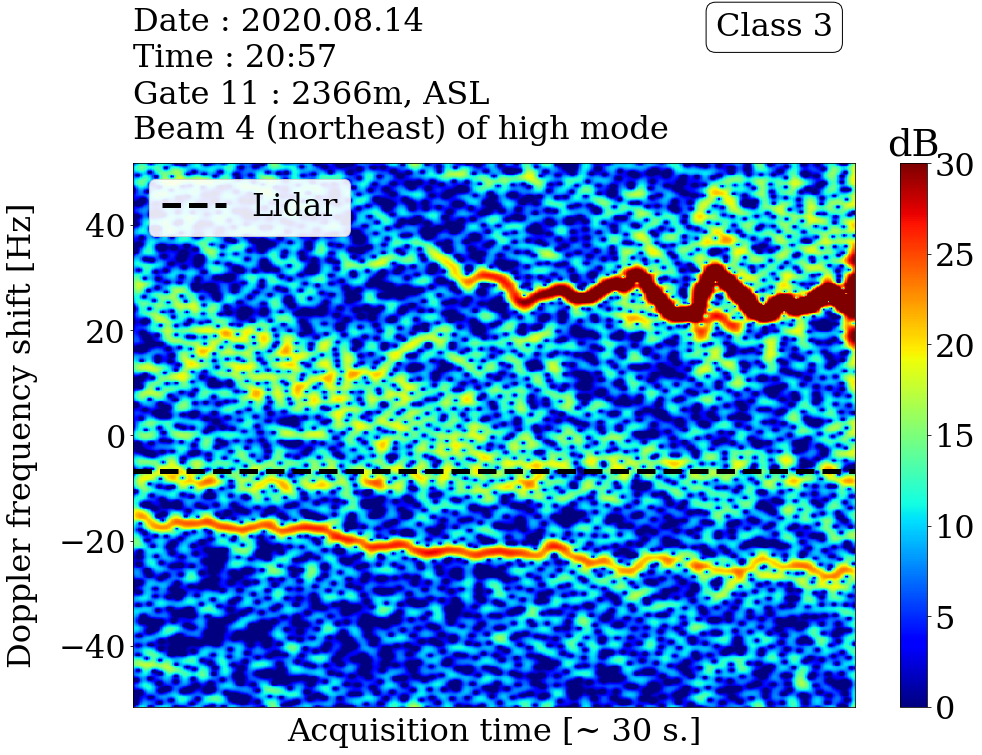 Date : 2020.08.14
Time : 20:57
Gate 11 : 2366m, ASL
Beam 4 (northeast) of high mode
Class 3
dB
Lidar
Doppler frequency shift [Hz]
40
20
0
−20
−40
30
25
20
15
10
5
0
Acquisition time [~ 30 s.]